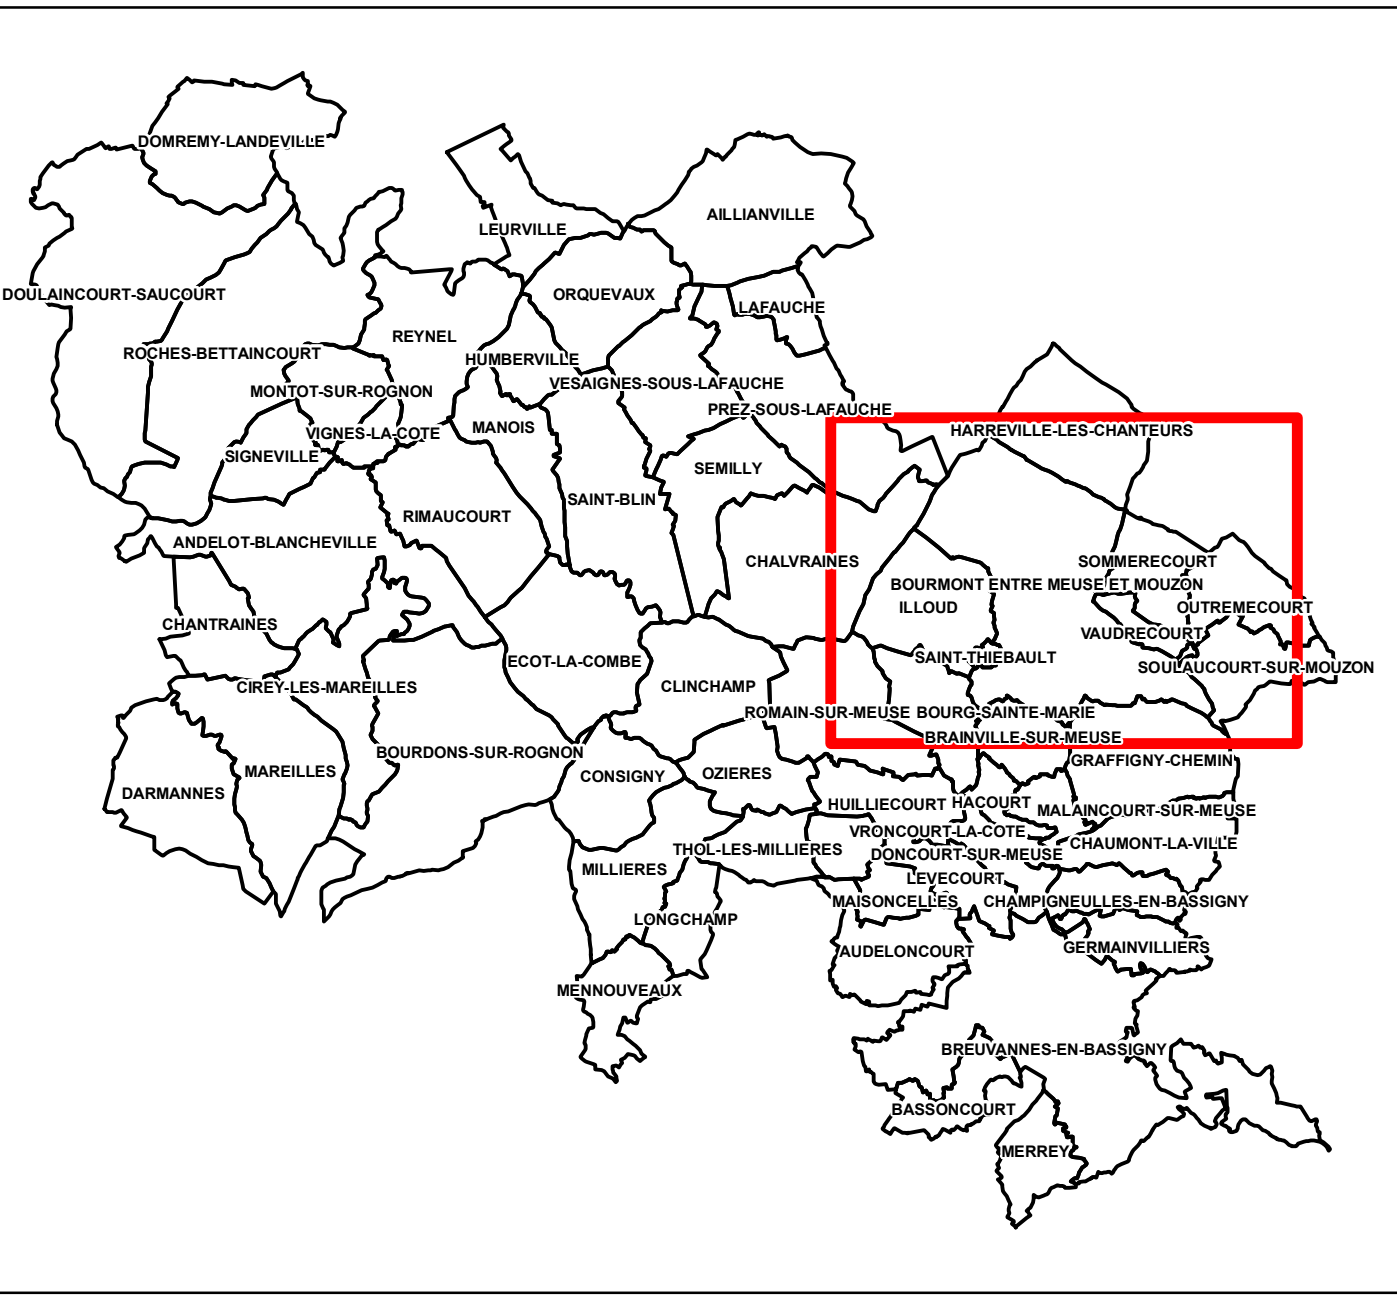 DOMREMY-LANDEVILLE
AILLIANVILLE
LEURVILLE
DOULAINCOURT-SAUCOURT
ORQUEVAUX
LAFAUCHE
REYNEL
ROCHES-BETTAINCOURT
HUMBERVILLE
VESAIGNES-SOUS-LAFAUCHE
MONTOT-SUR-ROGNON
PREZ-SOUS-LAFAUCHE
MANOIS
HARREVILLE-LES-CHANTEURS
VIGNES-LA-COTE
SIGNEVILLE
SEMILLY
SAINT-BLIN
RIMAUCOURT
ANDELOT-BLANCHEVILLE
CHALVRAINES
SOMMERECOURT
BOURMONT ENTRE MEUSE ET MOUZON
ILLOUD
OUTREMECOURT
CHANTRAINES
VAUDRECOURT
SAINT-THIEBAULT
ECOT-LA-COMBE
SOULAUCOURT-SUR-MOUZON
CIREY-LES-MAREILLES
CLINCHAMP
ROMAIN-SUR-MEUSE
BOURG-SAINTE-MARIE
BRAINVILLE-SUR-MEUSE
BOURDONS-SUR-ROGNON
GRAFFIGNY-CHEMIN
MAREILLES
CONSIGNY
OZIERES
DARMANNES
HUILLIECOURT
HACOURT
MALAINCOURT-SUR-MEUSE
VRONCOURT-LA-COTE
CHAUMONT-LA-VILLE
THOL-LES-MILLIERES
DONCOURT-SUR-MEUSE
MILLIERES
LEVECOURT
MAISONCELLES
CHAMPIGNEULLES-EN-BASSIGNY
LONGCHAMP
GERMAINVILLIERS
AUDELONCOURT
MENNOUVEAUX
BREUVANNES-EN-BASSIGNY
BASSONCOURT
MERREY